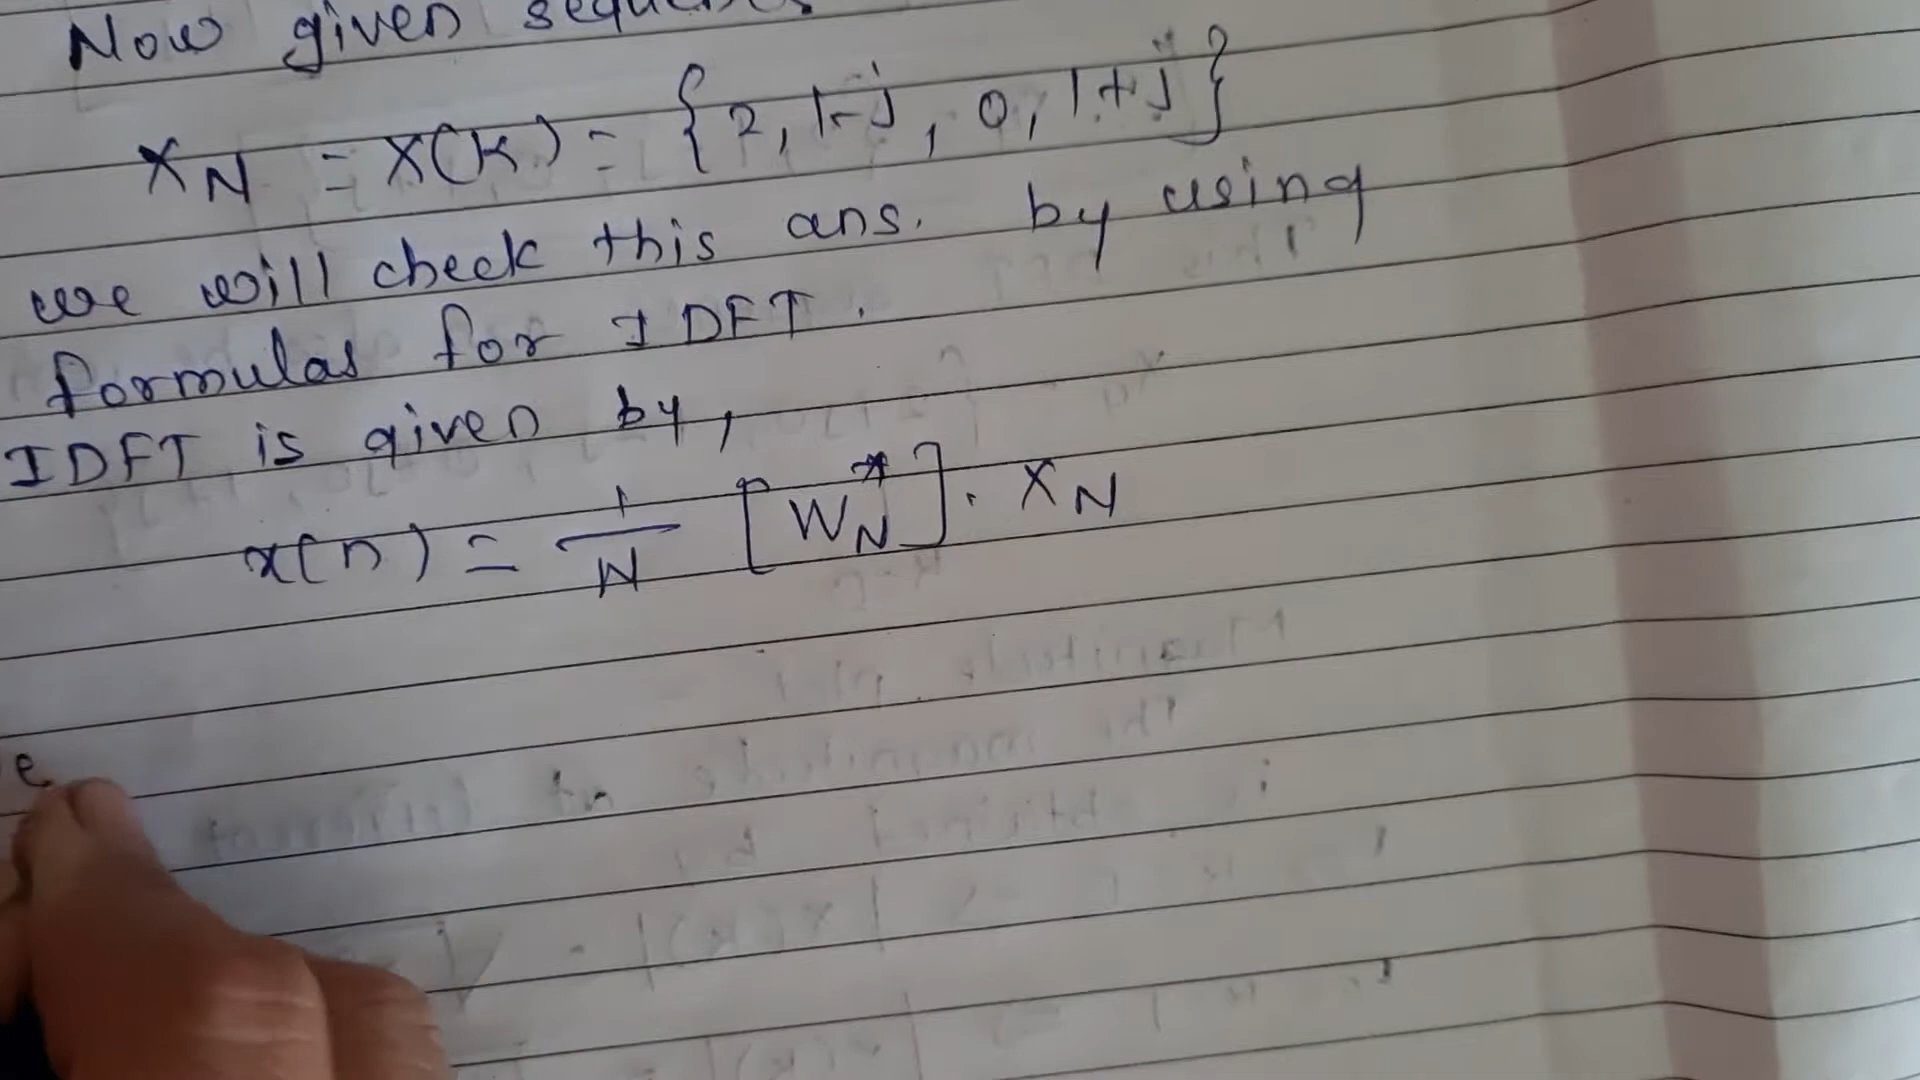 Now given sequence
X_N = X(k) = {2, 1-j, 0, 1+j}
we will check this ans. by using
formulas for IDFT.
IDFT is given by,
x(n) = 1/N [W_N^*] . X_N
e